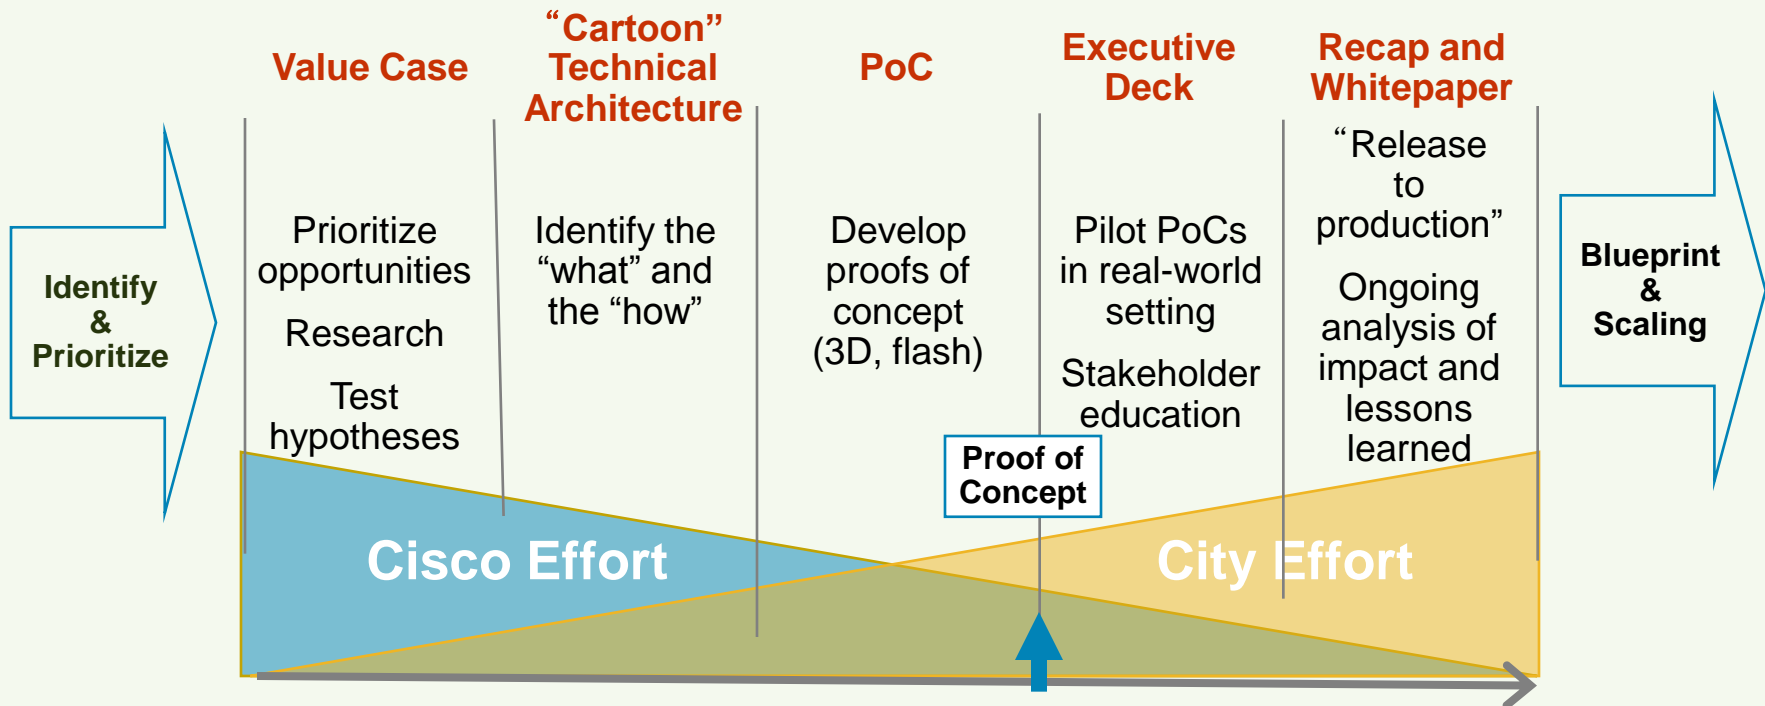 Identify
&
Prioritize
Value Case
Prioritize
opportunities
Research
Test
hypotheses
“Cartoon”
Technical
Architecture
Identify the
“what” and
the “how”
PoC
Develop
proofs of
concept
(3D, flash)
Executive
Deck
Pilot PoCs
in real-world
setting
Stakeholder
education
Recap and
Whitepaper
“Release
to
production”
Ongoing
analysis of
impact and
lessons
learned
Blueprint
&
Scaling
Proof of
Concept
Cisco Effort
City Effort